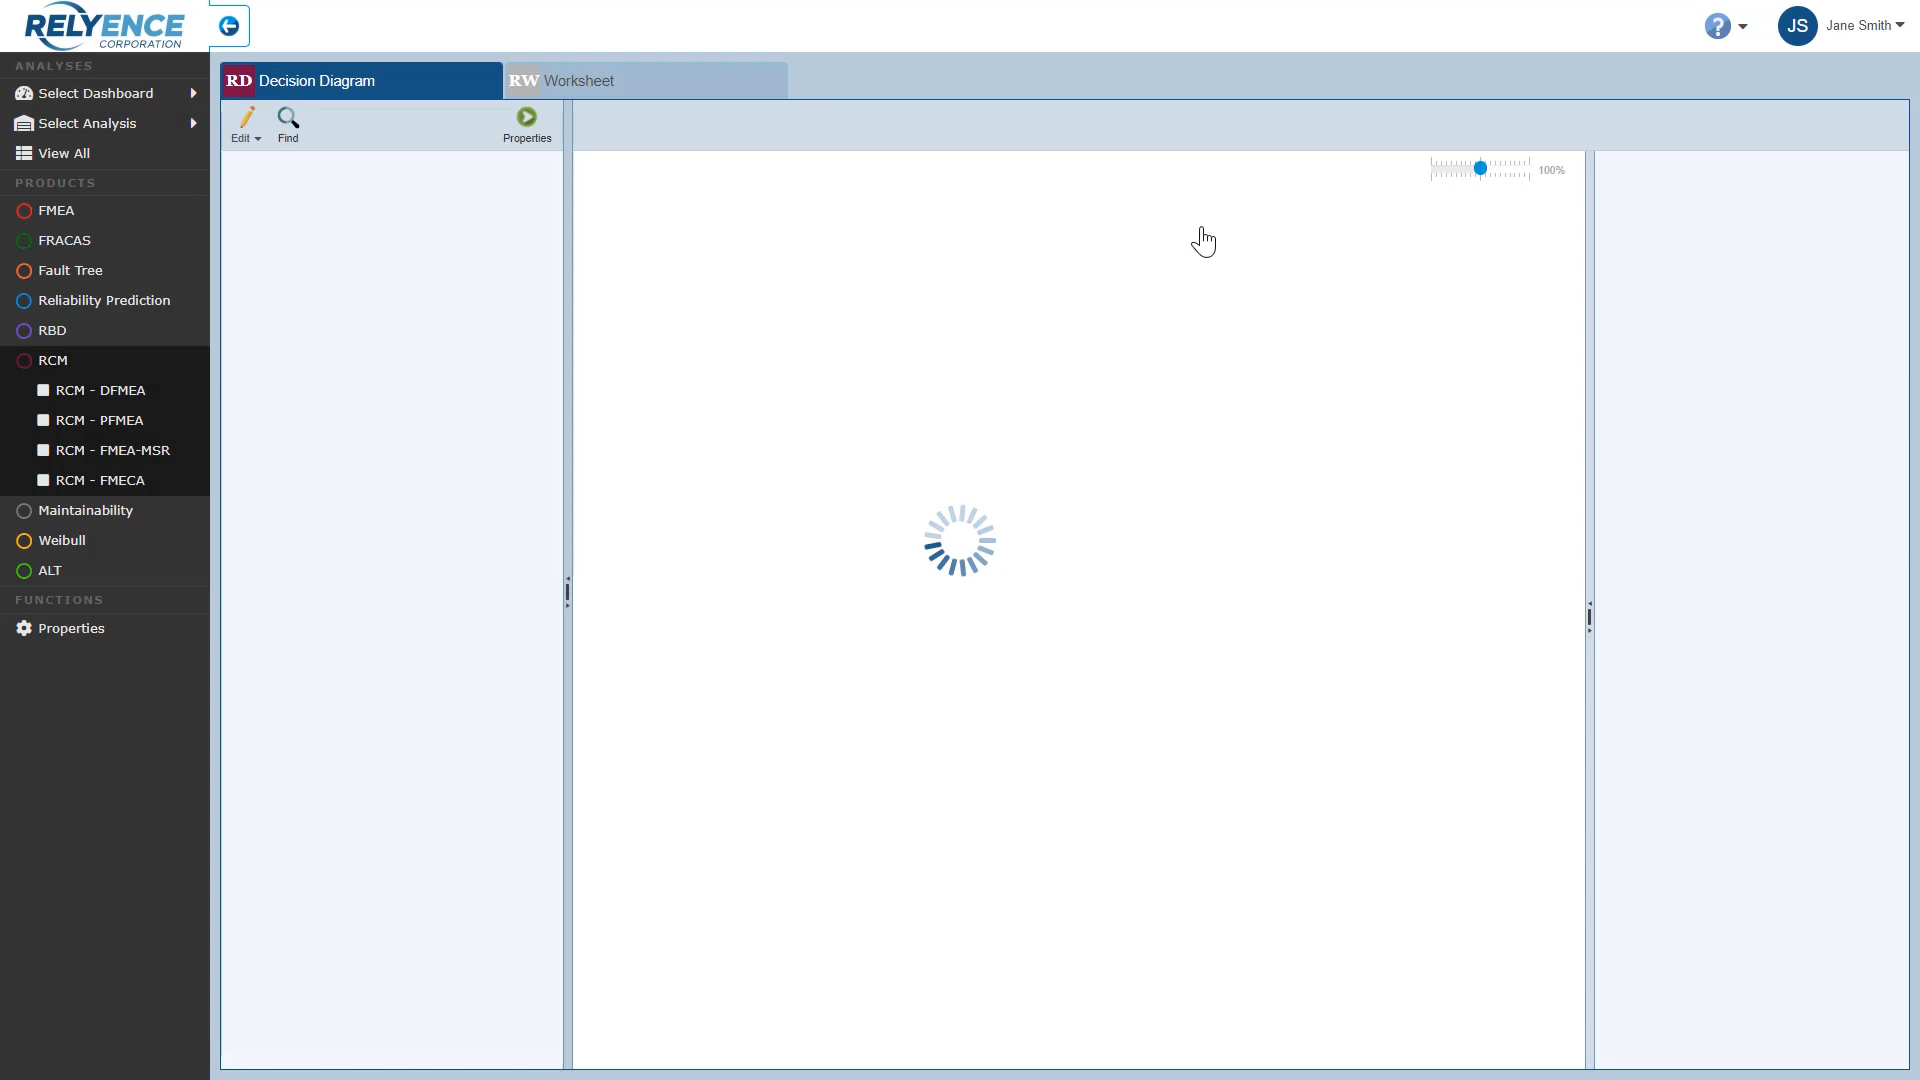 RELYENCE
CORPORATION
?
JS
Jane Smith
ANALYSES
Select Dashboard
Select Analysis
View All
PRODUCTS
FMEA
FRACAS
Fault Tree
Reliability Prediction
RBD
RCM
RCM - DFMEA
RCM - PFMEA
RCM - FMEA-MSR
RCM - FMECA
Maintainability
Weibull
ALT
FUNCTIONS
Properties
RD Decision Diagram
RW Worksheet
Edit
Find
Properties
100%